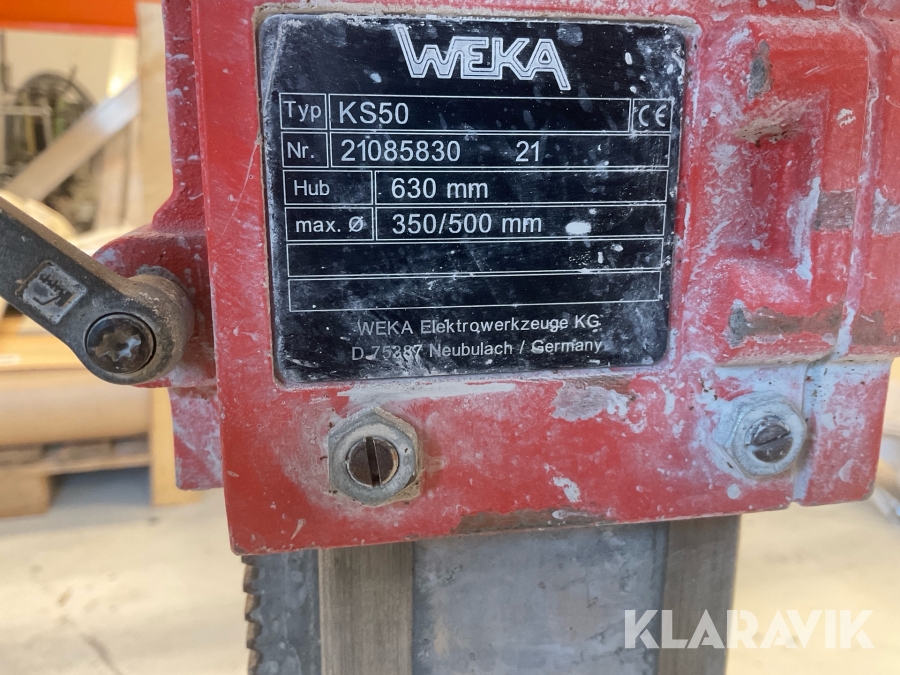 WEKA
Typ KS50 CE
Nr. 21085830 21
Hub 630 mm
max. Ø 350/500 mm
WEKA Elektrowerkzeuge KG
D 75387 Neubulach / Germany
KLARAVIK